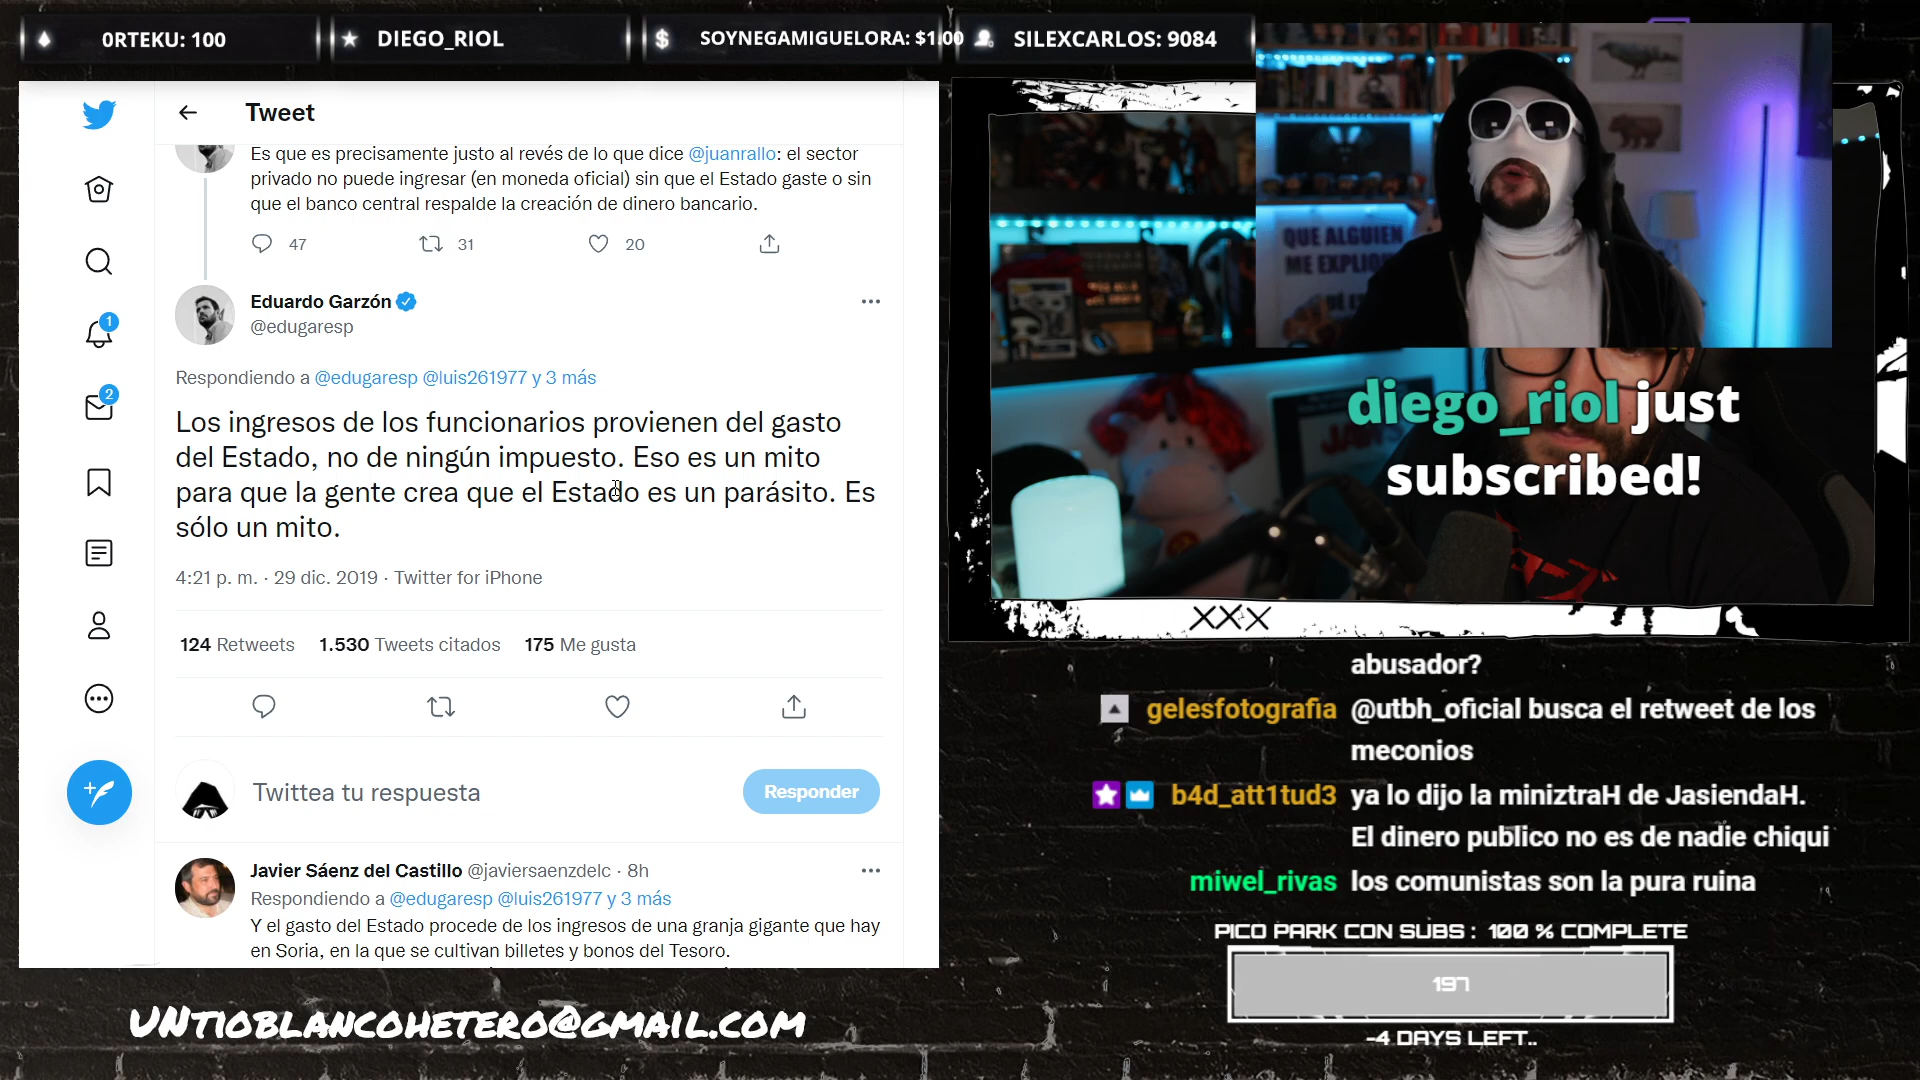 0RTEKU: 100
DIEGO_RIOL
$
SOYNEGAMIGUELORA: $1.00
SILEXCARLOS: 9084
Tweet
Es que es precisamente justo al revés de lo que dice @juanrallo: el sector
privado no puede ingresar (en moneda oficial) sin que el Estado gaste o sin
que el banco central respalde la creación de dinero bancario.
47
31
20
Eduardo Garzón
@edugaresp
1
2
Respondiendo a @edugaresp @luis261977 y 3 más
Los ingresos de los funcionarios provienen del gasto
del Estado, no de ningún impuesto. Eso es un mito
para que la gente crea que el Estado es un parásito. Es
sólo un mito.
4:21 p. m. · 29 dic. 2019 · Twitter for iPhone
124 Retweets
1.530 Tweets citados
175 Me gusta
Twittea tu respuesta
Responder
Javier Sáenz del Castillo @javiersaenzdelc · 8h
Respondiendo a @edugaresp @luis261977 y 3 más
Y el gasto del Estado procede de los ingresos de una granja gigante que hay
en Soria, en la que se cultivan billetes y bonos del Tesoro.
UNtioblancohetero@gmail.com
QUE ALGUIEN
ME EXPLIQUE
diego_riol just
subscribed!
XXX
abusador?
gelesfotografia @utbh_oficial busca el retweet de los
meconios
b4d_att1tud3 ya lo dijo la miniztraH de JasiendaH.
El dinero publico no es de nadie chiqui
miwel_rivas los comunistas son la pura ruina
PICO PARK CON SUBS : 100 % COMPLETE
197
-4 DAYS LEFT..